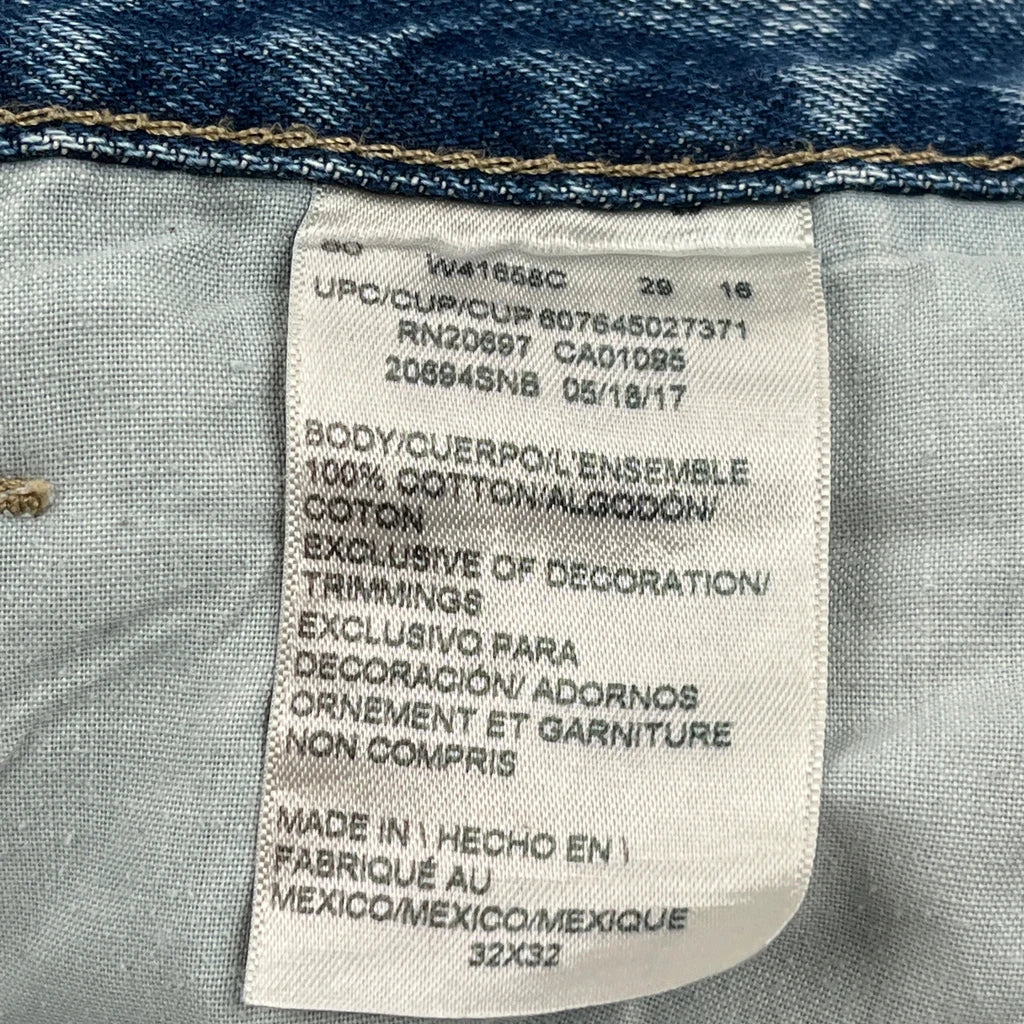 W41656C 29 16
UPC/CUP/CUP 607645027371
RN20697 CA01095
20694SNB 05/18/17
BODY/CUERPO/L'ENSEMBLE
100% COTTON/ALGODON/
COTON
EXCLUSIVE OF DECORATION/
TRIMMINGS
EXCLUSIVO PARA
DECORACIÓN/ ADORNOS
ORNEMENT ET GARNITURE
NON COMPRIS
MADE IN \ HECHO EN \
FABRIQUÉ AU
MEXICO/MÉXICO/MEXIQUE
32X32